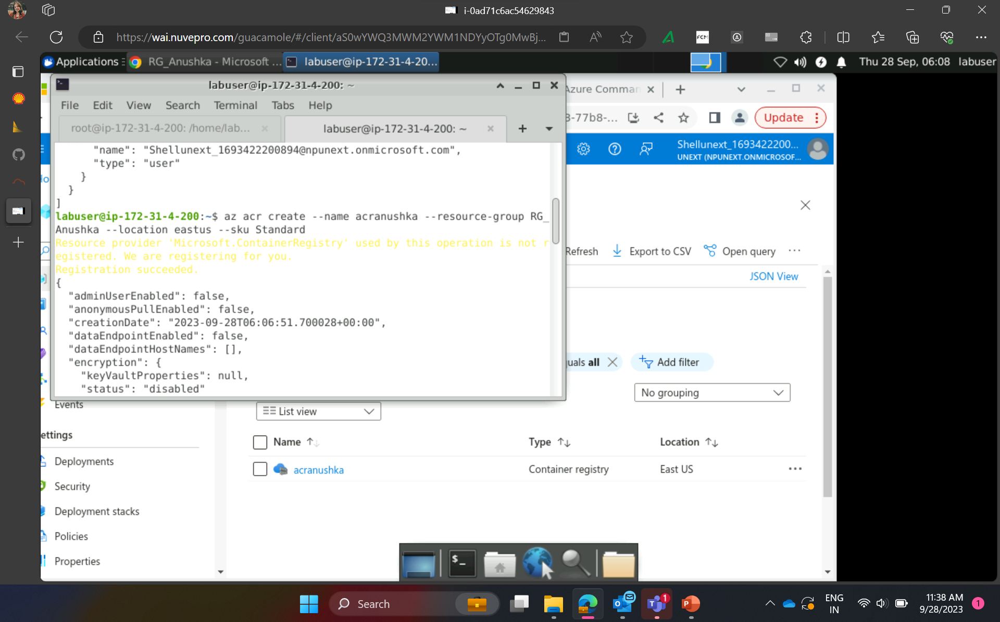 i-0ad71c6ac54629843
https://wai.nuvepro.com/guacamole/#/client/aS0wYWQ3MWM2YWM1NDYyOTg0MwBj...
FCM
Applications
RG_Anushka - Microsoft ...
labuser@ip-172-31-4-20...
Thu 28 Sep, 06:08 labuser
labuser@ip-172-31-4-200: ~
File Edit View Search Terminal Tabs Help
root@ip-172-31-4-200: /home/lab...
labuser@ip-172-31-4-200: ~
"name": "Shellunext_1693422200894@npunext.onmicrosoft.com",
"type": "user"
}
}
]
labuser@ip-172-31-4-200:~$ az acr create --name acranushka --resource-group RG_
Anushka --location eastus --sku Standard
Resource provider 'Microsoft.ContainerRegistry' used by this operation is not r
egistered. We are registering for you.
Registration succeeded.
{
"adminUserEnabled": false,
"anonymousPullEnabled": false,
"creationDate": "2023-09-28T06:06:51.700028+00:00",
"dataEndpointEnabled": false,
"dataEndpointHostNames": [],
"encryption": {
"keyVaultProperties": null,
"status": "disabled"
Azure Comman
3-77b8-...
Update
Shellunext_1693422200...
UNEXT (NPUNEXT.ONMICROSOF...
Refresh
Export to CSV
Open query
JSON View
uals all
Add filter
No grouping
List view
Name
Type
Location
acranushka
Container registry
East US
Events
ettings
Deployments
Security
Deployment stacks
Policies
Properties
Search
ENG
IN
11:38 AM
9/28/2023
1
1